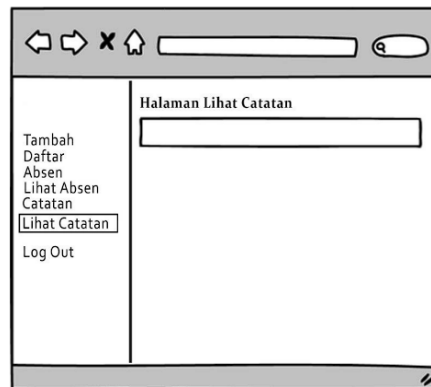 Halaman Lihat Catatan
Tambah
Daftar
Absen
Lihat Absen
Catatan
Lihat Catatan
Log Out